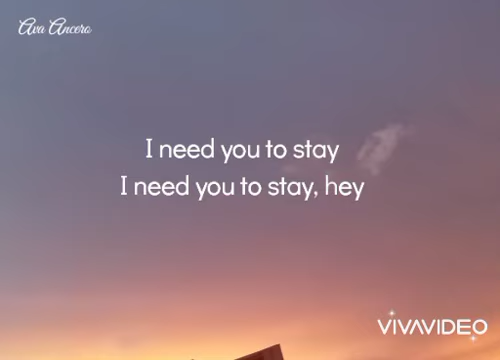 Ava Ancero
I need you to stay
I need you to stay, hey
VIVAVIDEO